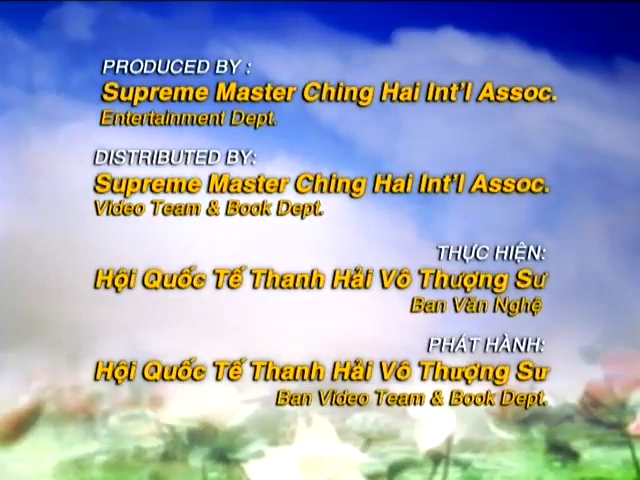 PRODUCED BY :
Supreme Master Ching Hai Int'l Assoc.
Entertainment Dept.
DISTRIBUTED BY:
Supreme Master Ching Hai Int'l Assoc.
Video Team & Book Dept.
THỰC HIỆN:
Hội Quốc Tế Thanh Hải Vô Thượng Sư
Ban Văn Nghệ
PHÁT HÀNH:
Hội Quốc Tế Thanh Hải Vô Thượng Sư
Ban Video Team & Book Dept.